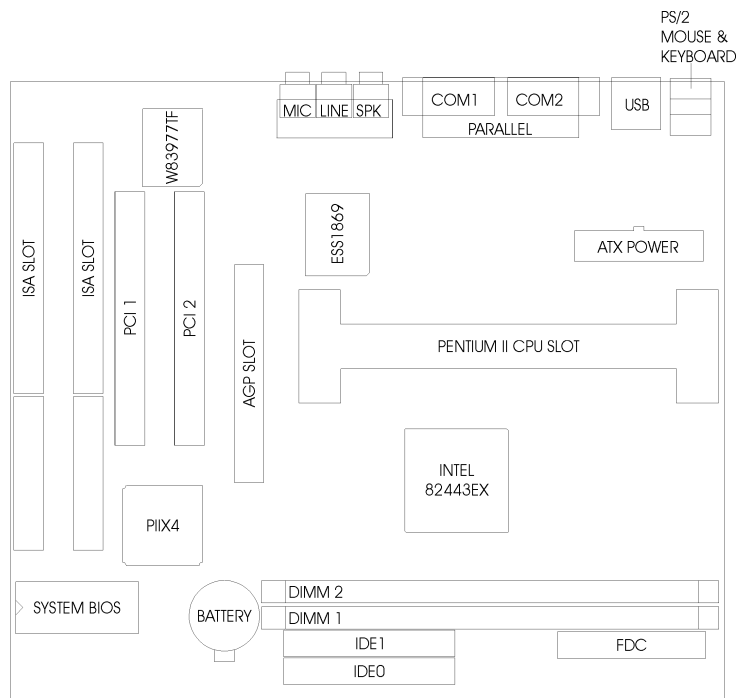 PS/2
MOUSE &
KEYBOARD
MIC LINE SPK
COM1 COM2
USB
PARALLEL
W83977TF
ESS1869
ATX POWER
ISA SLOT
ISA SLOT
PCI 1
PCI 2
AGP SLOT
PENTIUM II CPU SLOT
INTEL
82443EX
PIIX4
SYSTEM BIOS
BATTERY
DIMM 2
DIMM 1
IDE1
FDC
IDE0